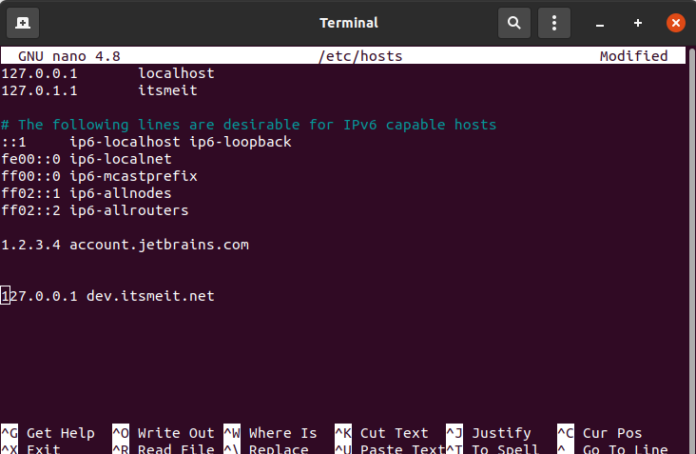 Terminal
GNU nano 4.8 /etc/hosts Modified
127.0.0.1 localhost
127.0.1.1 itsmeit
# The following lines are desirable for IPv6 capable hosts
::1 ip6-localhost ip6-loopback
fe00::0 ip6-localnet
ff00::0 ip6-mcastprefix
ff02::1 ip6-allnodes
ff02::2 ip6-allrouters
1.2.3.4 account.jetbrains.com
127.0.0.1 dev.itsmeit.net
^G Get Help ^O Write Out ^W Where Is ^K Cut Text ^J Justify ^C Cur Pos
^X Exit ^R Read File ^\ Replace ^U Paste Text ^T To Spell ^_ Go To Line